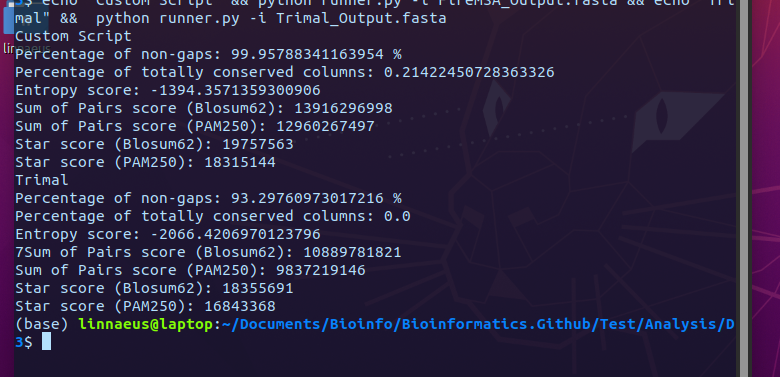 3$ echo "Custom Script" && python runner.py -i FireMSA_Output.fasta && echo "Tri
mal" &&  python runner.py -i Trimal_Output.fasta
Custom Script
Percentage of non-gaps: 99.95788341163954 %
Percentage of totally conserved columns: 0.21422450728363326
Entropy score: -1394.3571359300906
Sum of Pairs score (Blosum62): 13916296998
Sum of Pairs score (PAM250): 12960267497
Star score (Blosum62): 19757563
Star score (PAM250): 18315144
Trimal
Percentage of non-gaps: 93.29760973017216 %
Percentage of totally conserved columns: 0.0
Entropy score: -2066.4206970123796
7Sum of Pairs score (Blosum62): 10889781821
Sum of Pairs score (PAM250): 9837219146
Star score (Blosum62): 18355691
Star score (PAM250): 16843368
(base) linnaeus@laptop:~/Documents/Bioinfo/Bioinformatics.Github/Test/Analysis/D
3$